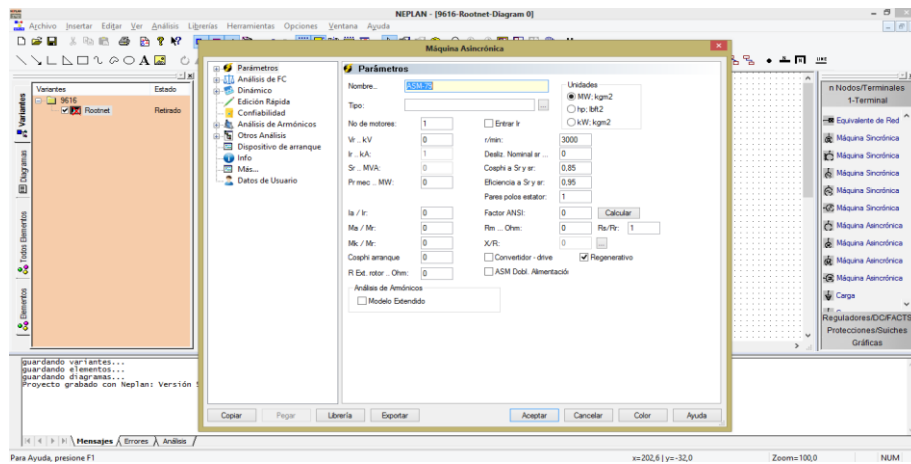 NEPLAN - [9616-Rootnet-Diagram 0]
Archivo Insertar Editar Ver Análisis Librerías Herramientas Opciones Ventana Ayuda
Máquina Asincrónica
Variantes
Diagramas
Todos Elementos
Elementos
Variantes Estado
9616
Rootnet Retirado
Parámetros
Análisis de FC
Dinámico
Edición Rápida
Confiabilidad
Análisis de Armónicos
Otros Análisis
Dispositivo de arranque
Info
Más...
Datos de Usuario
Parámetros
Nombre... ASM-79
Tipo: ...
Unidades
MW; kgm2
hp; lbft2
kW; kgm2
No de motores: 1 Entrar Ir
Vr .. kV 0 r/min: 3000
Ir .. kA: 1 Desliz. Nominal sr ... 0
Sr .. MVA: 0 Cosphi a Sr y sr: 0,85
Pr mec .. MW: 0 Eficiencia a Sr y sr: 0,95
Pares polos estator: 1
Ia / Ir: 0 Factor ANSI: 0 Calcular
Ma / Mr: 0 Rm ... Ohm: 0 Rs/Rr: 1
Mk / Mr: 0 X/R: 0 ...
Cosphi arranque 0 Convertidor - drive Regenerativo
R Ext. rotor .. Ohm: 0 ASM Dobl. Alimentación
Análisis de Armónicos
Modelo Extendido
Copiar Pegar Librería Exportar Aceptar Cancelar Color Ayuda
n Nodos/Terminales
1-Terminal
Equivalente de Red
Máquina Sincrónica
Máquina Sincrónica
Máquina Sincrónica
Máquina Sincrónica
Máquina Sincrónica
Máquina Asincrónica
Máquina Asincrónica
Máquina Asincrónica
Máquina Asincrónica
Carga
Reguladores/DC/FACTS
Protecciones/Suiches
Gráficas
guardando variantes...
guardando elementos...
guardando diagramas...
Proyecto grabado con Neplan: Versión
Mensajes Errores Análisis
Para Ayuda, presione F1 x=202,6 | y=-32,0 Zoom=100,0 NUM